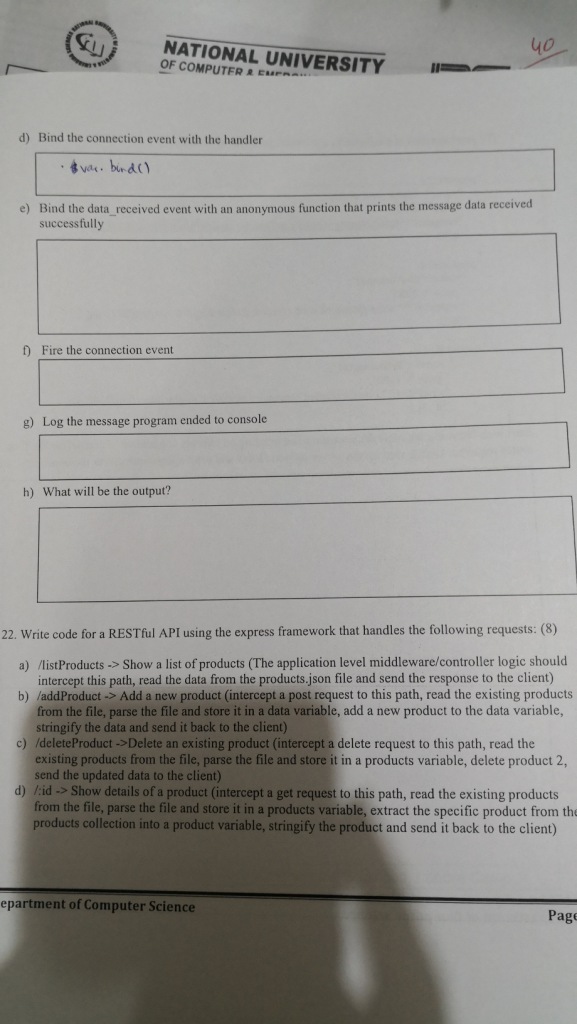 NATIONAL UNIVERSITY
OF COMPUTER &
40
d) Bind the connection event with the handler
var. bind()
e) Bind the data_received event with an anonymous function that prints the message data received
successfully
f) Fire the connection event
g) Log the message program ended to console
h) What will be the output?
22. Write code for a RESTful API using the express framework that handles the following requests: (8)
a) /listProducts -> Show a list of products (The application level middleware/controller logic should
intercept this path, read the data from the products.json file and send the response to the client)
b) /addProduct -> Add a new product (intercept a post request to this path, read the existing products
from the file, parse the file and store it in a data variable, add a new product to the data variable,
stringify the data and send it back to the client)
c) /deleteProduct ->Delete an existing product (intercept a delete request to this path, read the
existing products from the file, parse the file and store it in a products variable, delete product 2,
send the updated data to the client)
d) /:id -> Show details of a product (intercept a get request to this path, read the existing products
from the file, parse the file and store it in a products variable, extract the specific product from the
products collection into a product variable, stringify the product and send it back to the client)
epartment of Computer Science
Page